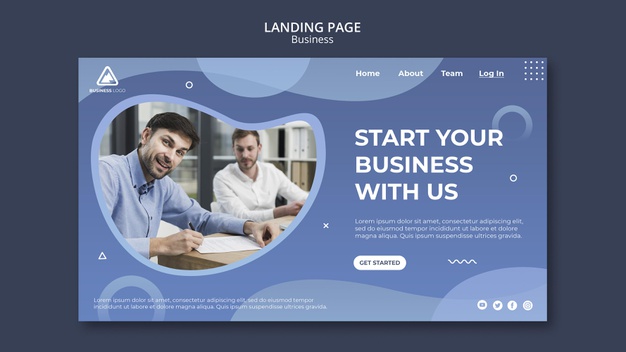 LANDING PAGE
Business
BUSINESS LOGO
Home About Team Log In
START YOUR
BUSINESS
WITH US
Lorem ipsum dolor sit amet, consectetur adipiscing
elit, sed do eiusmod tempor incididunt ut labore et dolore
magna aliqua. Quis ipsum suspendisse ultrices gravida.
GET STARTED
Lorem ipsum dolor sit amet, consectetur adipiscing
elit, sed do eiusmod tempor incididunt ut labore et dolore
magna aliqua. Quis ipsum suspendisse ultrices.